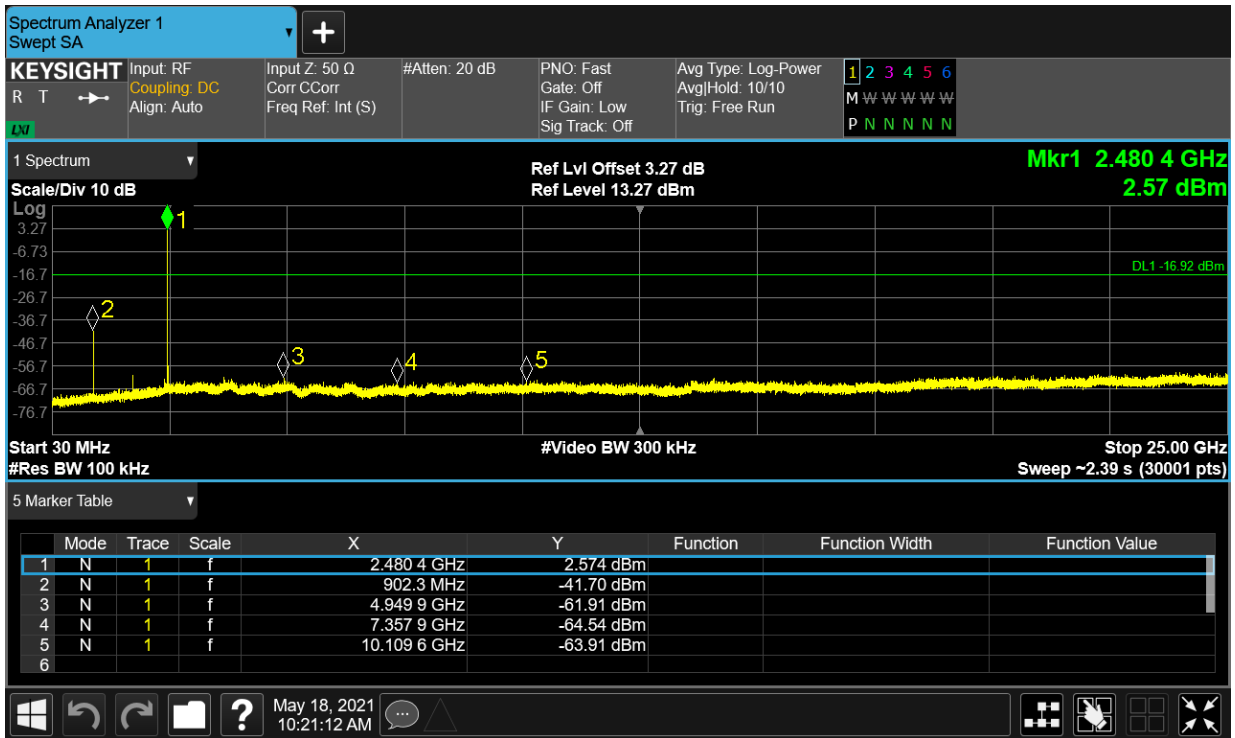 Spectrum Analyzer 1
Swept SA
KEYSIGHT
R T
LXI
Input: RF
Coupling: DC
Align: Auto
Input Z: 50 Ω
Corr CCorr
Freq Ref: Int (S)
#Atten: 20 dB
PNO: Fast
Gate: Off
IF Gain: Low
Sig Track: Off
Avg Type: Log-Power
Avg|Hold: 10/10
Trig: Free Run
1 2 3 4 5 6
M W W W W W
P N N N N N
1 Spectrum
Scale/Div 10 dB
Ref Lvl Offset 3.27 dB
Ref Level 13.27 dBm
Mkr1 2.480 4 GHz
2.57 dBm
Log
3.27
-6.73
-16.7
-26.7
-36.7
-46.7
-56.7
-66.7
-76.7
1
DL1 -16.92 dBm
2
3
4
5
Start 30 MHz
#Res BW 100 kHz
#Video BW 300 kHz
Stop 25.00 GHz
Sweep ~2.39 s (30001 pts)
5 Marker Table
Mode Trace Scale X Y Function Function Width Function Value
1 N 1 f 2.480 4 GHz 2.574 dBm
2 N 1 f 902.3 MHz -41.70 dBm
3 N 1 f 4.949 9 GHz -61.91 dBm
4 N 1 f 7.357 9 GHz -64.54 dBm
5 N 1 f 10.109 6 GHz -63.91 dBm
6
?
May 18, 2021
10:21:12 AM